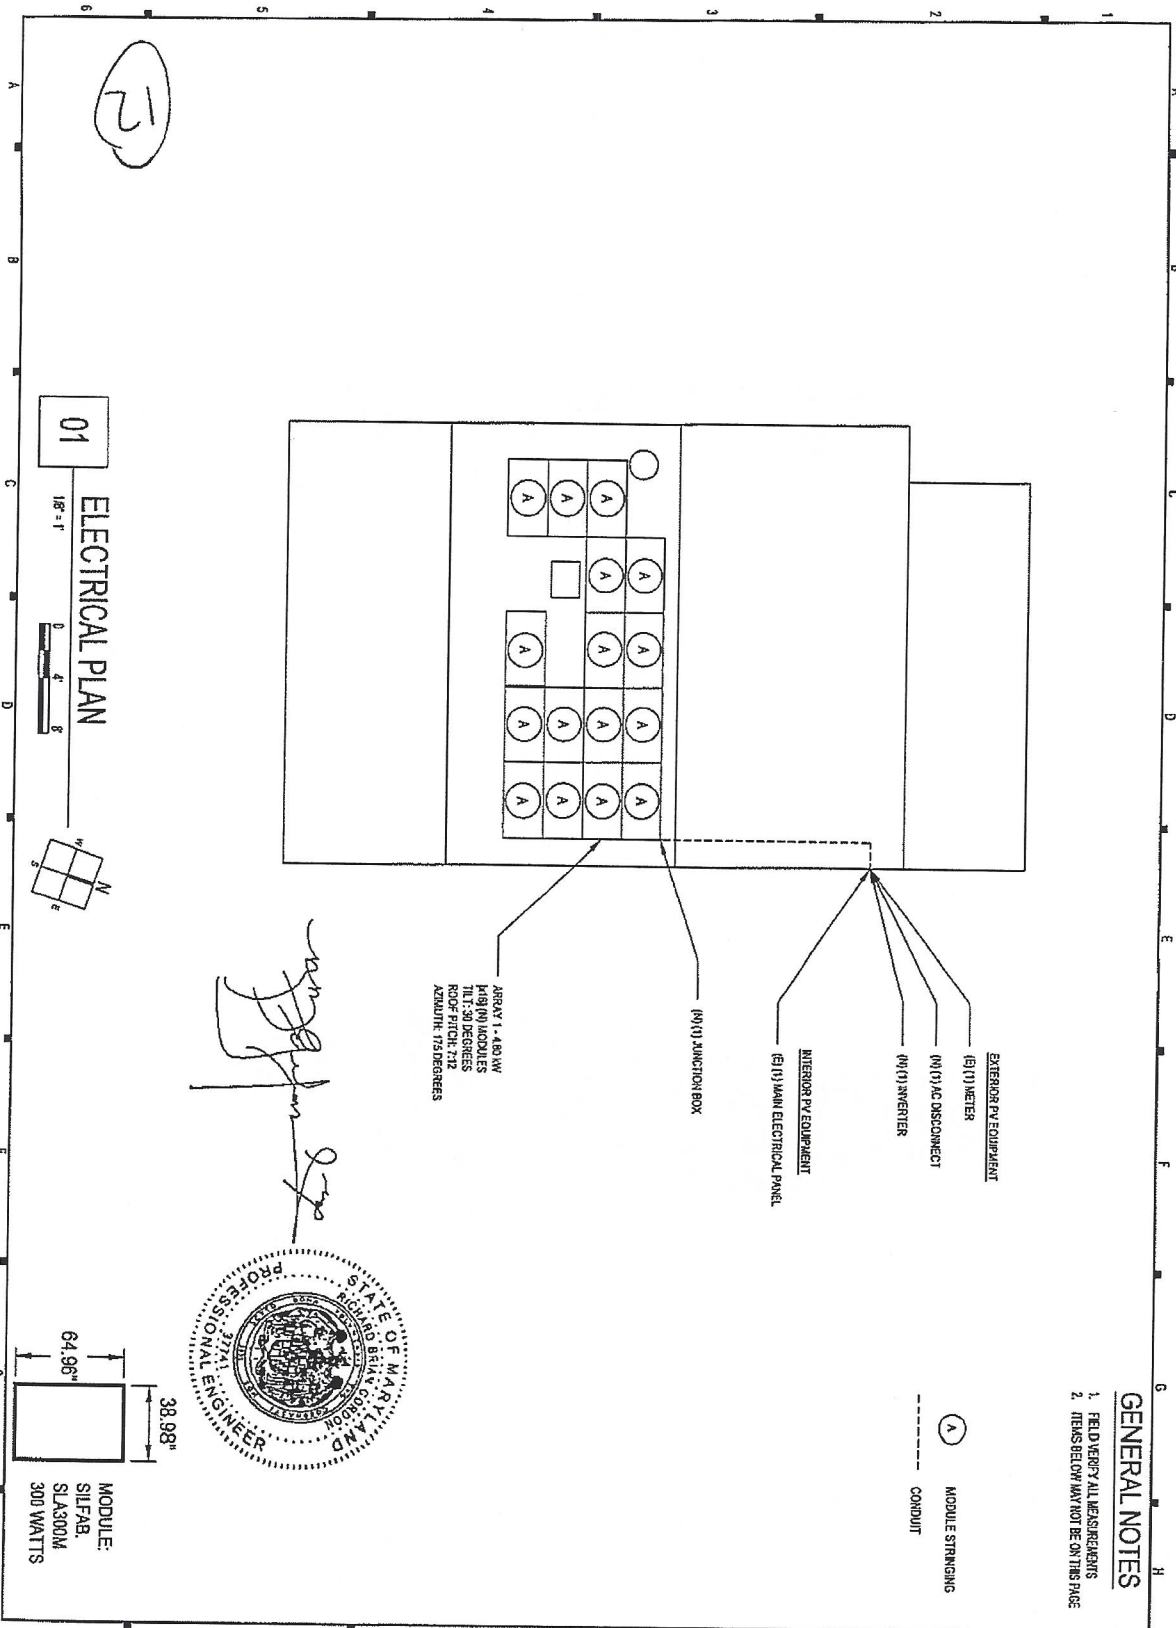 GENERAL NOTES
1. FIELD VERIFY ALL MEASUREMENTS
2. ITEMS BELOW MAY NOT BE ON THIS PAGE
A MODULE STRINGING
CONDUIT
EXTERIOR PV EQUIPMENT
(E) (1) METER
(N) (1) AC DISCONNECT
(N) (1) INVERTER
INTERIOR PV EQUIPMENT
(E) (1) MAIN ELECTRICAL PANEL
(N) (1) JUNCTION BOX
ARRAY 1 - 4.80 kW
(N) MODULES
TILT: 30 DEGREES
ROOF PITCH: 7:12
AZIMUTH: 175 DEGREES
A A A A
A A A A
A A A
A A
A A A
01
ELECTRICAL PLAN
1/8" = 1'
0 4' 8'
N
W
S
E
STATE OF MARYLAND
RICHARD BRIAN GORDON
37741
PROFESSIONAL ENGINEER
38.98"
64.96"
MODULE:
SILFAB,
SLA300M
300 WATTS
A B C D E F G H
1 2 3 4 5 6